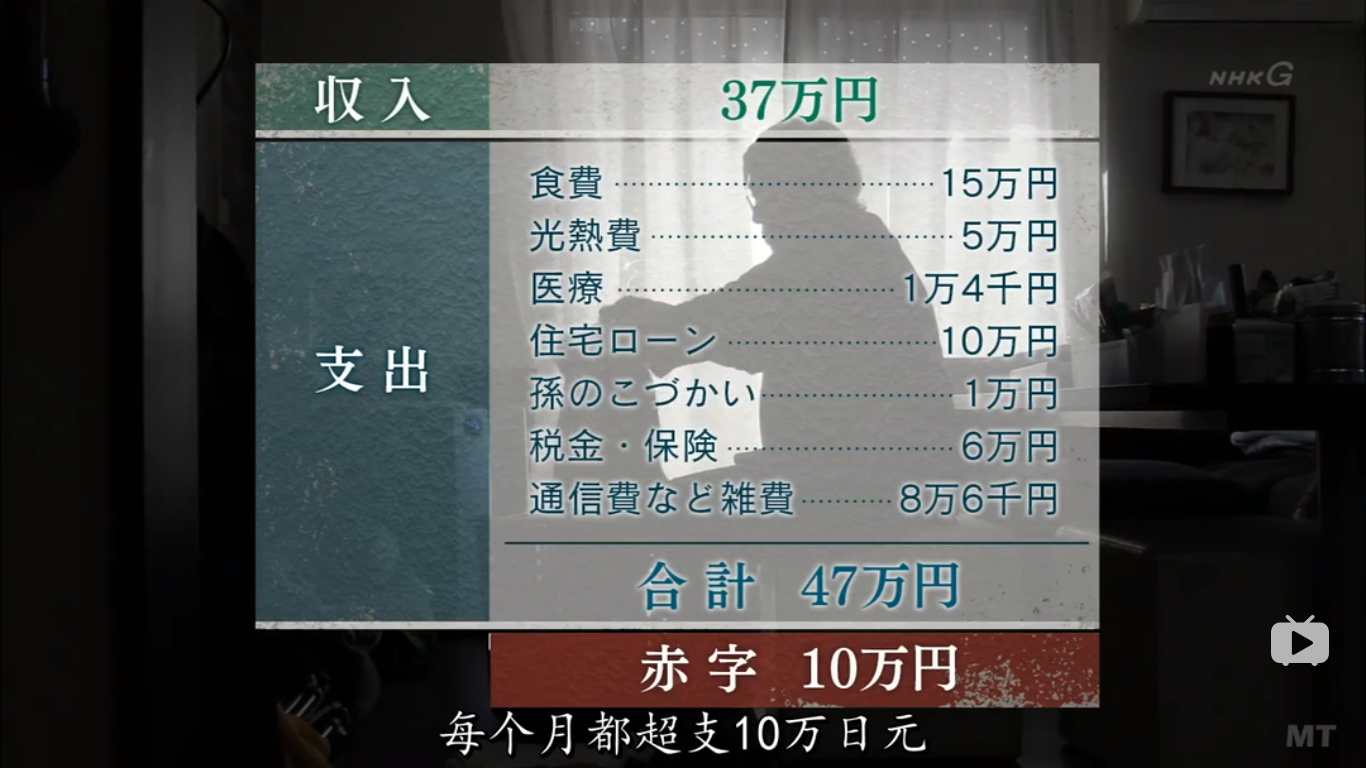 収入 37万円
NHK G
支出
食費 15万円
光熱費 5万円
医療 1万4千円
住宅ローン 10万円
孫のこづかい 1万円
税金・保険 6万円
通信費など雑費 8万6千円
合計 47万円
赤字 10万円
每个月都超支10万日元
MT